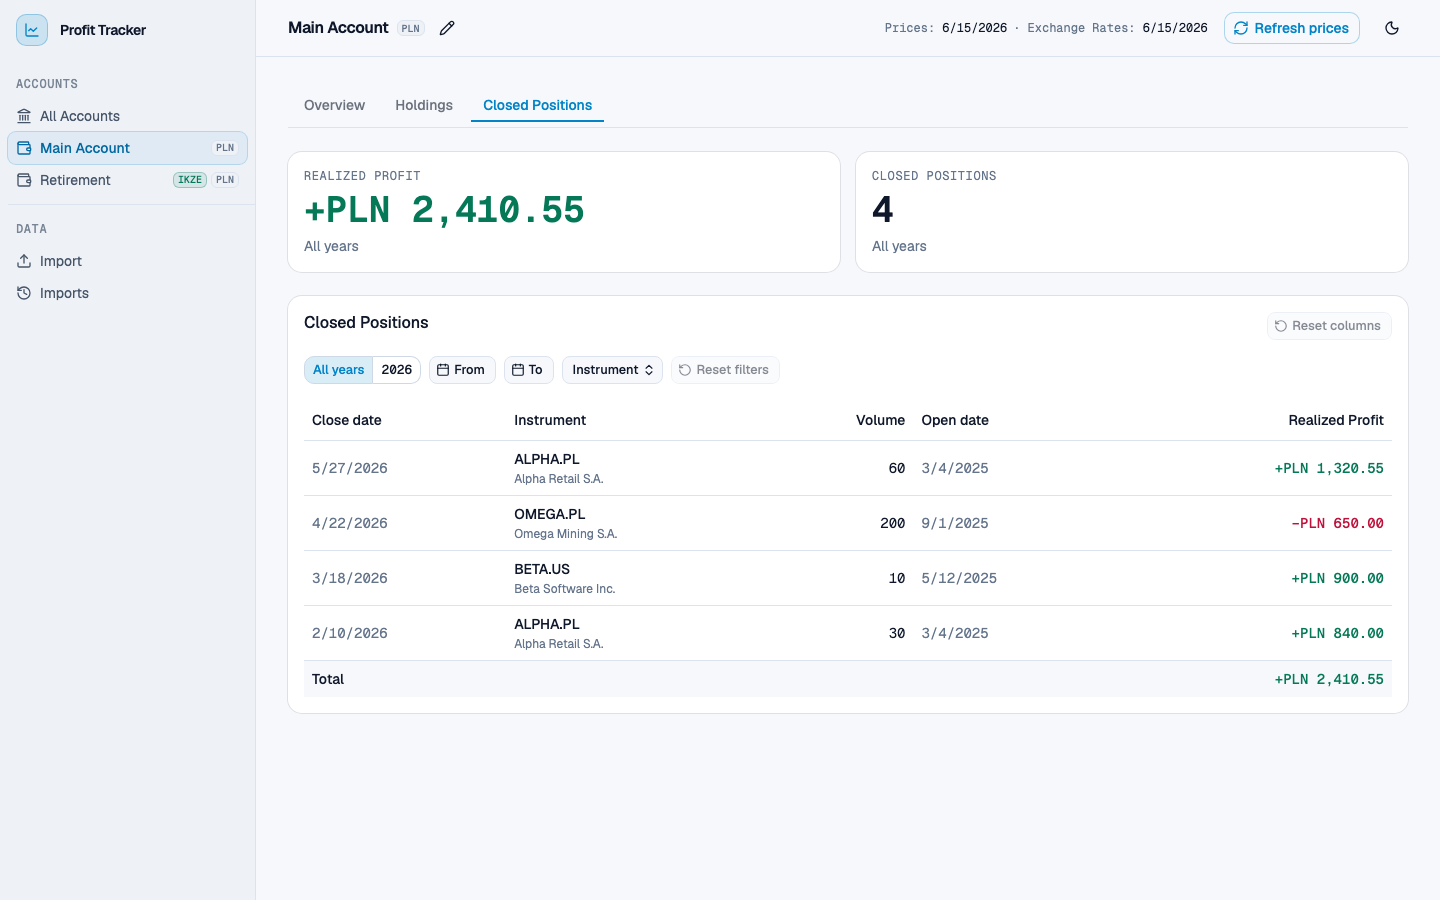 Profit Tracker
Main Account PLN
Prices: 6/15/2026 · Exchange Rates: 6/15/2026
Refresh prices
ACCOUNTS
All Accounts
Main Account PLN
Retirement IKZE PLN
DATA
Import
Imports
Overview Holdings Closed Positions
REALIZED PROFIT
+PLN 2,410.55
All years
CLOSED POSITIONS
4
All years
Closed Positions
Reset columns
All years 2026 From To Instrument Reset filters
Close date Instrument Volume Open date Realized Profit
5/27/2026 ALPHA.PL 60 3/4/2025 +PLN 1,320.55
Alpha Retail S.A.
4/22/2026 OMEGA.PL 200 9/1/2025 −PLN 650.00
Omega Mining S.A.
3/18/2026 BETA.US 10 5/12/2025 +PLN 900.00
Beta Software Inc.
2/10/2026 ALPHA.PL 30 3/4/2025 +PLN 840.00
Alpha Retail S.A.
Total +PLN 2,410.55